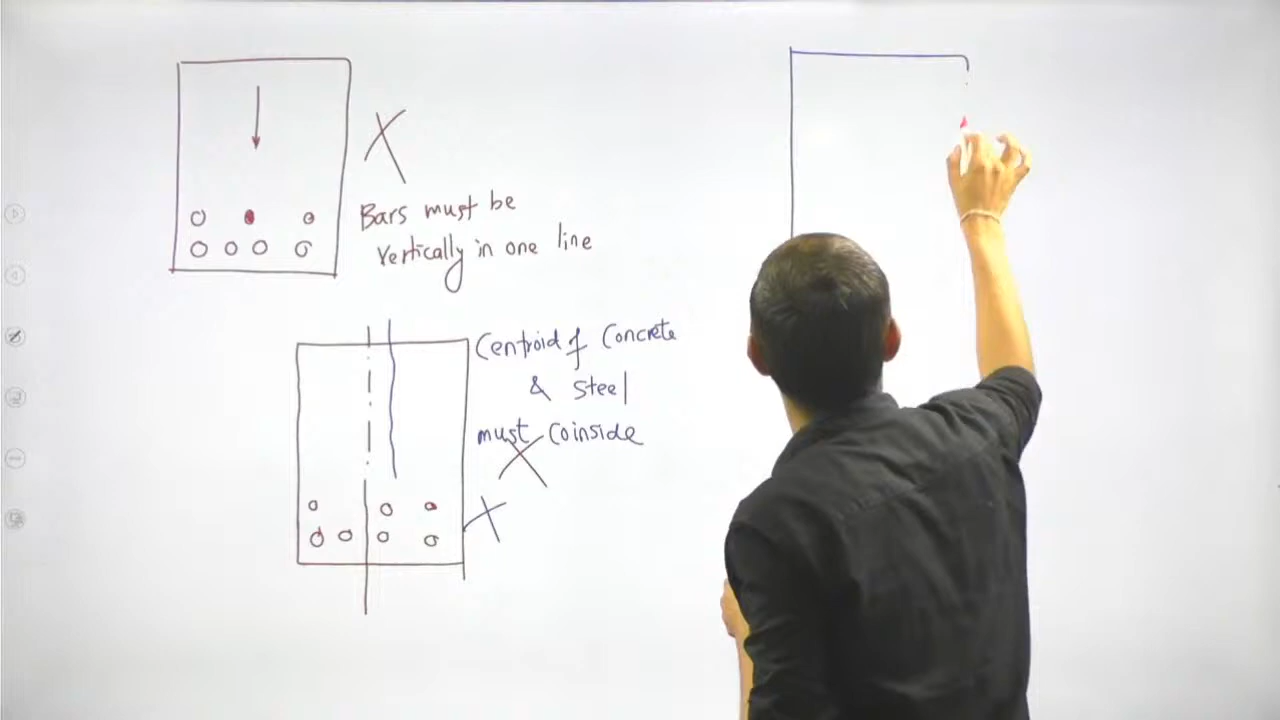 Bars must be
vertically in one line
Centroid of Concrete
& Steel
must Coinside